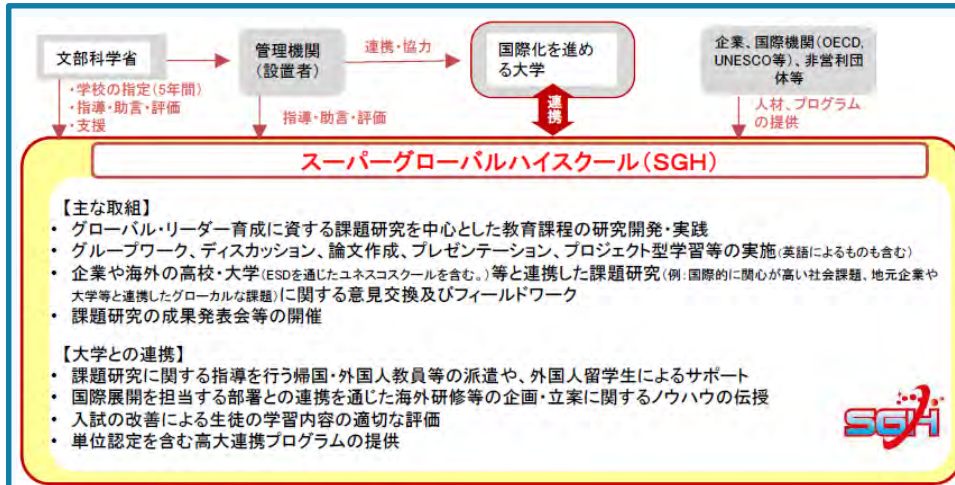 文部科学省
管理機関
(設置者)
連携・協力
国際化を進め
る大学
企業、国際機関(OECD,
UNESCO等)、非営利団
体等
・学校の指定(5年間)
・指導・助言・評価
・支援
指導・助言・評価
連携
人材、プログラム
の提供
スーパーグローバルハイスクール(SGH)
【主な取組】
• グローバル・リーダー育成に資する課題研究を中心とした教育課程の研究開発・実践
• グループワーク、ディスカッション、論文作成、プレゼンテーション、プロジェクト型学習等の実施(英語によるものも含む)
• 企業や海外の高校・大学(ESDを通じたユネスコスクールを含む。)等と連携した課題研究(例:国際的に関心が高い社会課題、地元企業や
大学等と連携したグローカルな課題)に関する意見交換及びフィールドワーク
• 課題研究の成果発表会等の開催
【大学との連携】
• 課題研究に関する指導を行う帰国・外国人教員等の派遣や、外国人留学生によるサポート
• 国際展開を担当する部署との連携を通じた海外研修等の企画・立案に関するノウハウの伝授
• 入試の改善による生徒の学習内容の適切な評価
• 単位認定を含む高大連携プログラムの提供
SGH